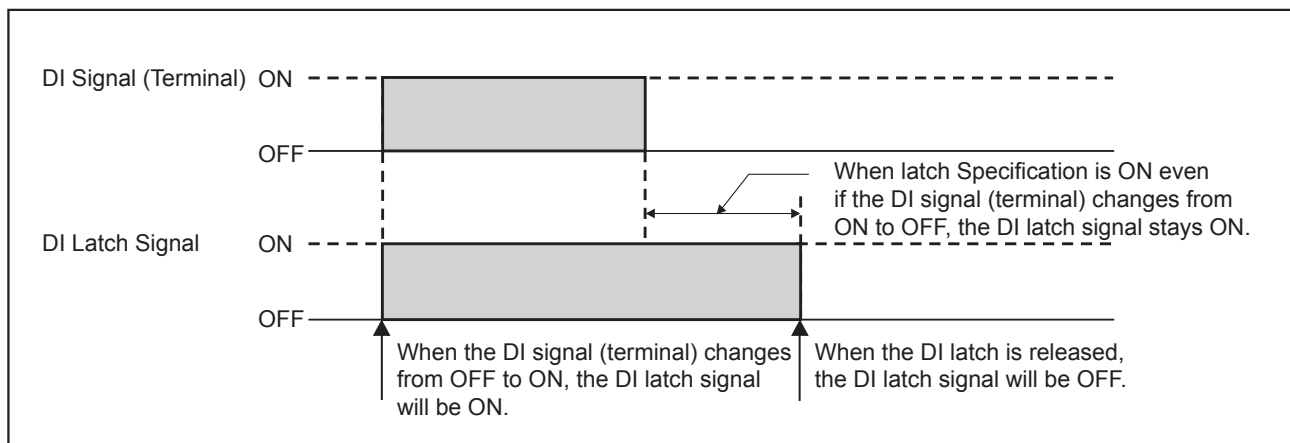 DI Signal (Terminal) ON
OFF
When latch Specification is ON even
if the DI signal (terminal) changes from
ON to OFF, the DI latch signal stays ON.
DI Latch Signal ON
OFF
When the DI signal (terminal) changes
from OFF to ON, the DI latch signal
will be ON.
When the DI latch is released,
the DI latch signal will be OFF.